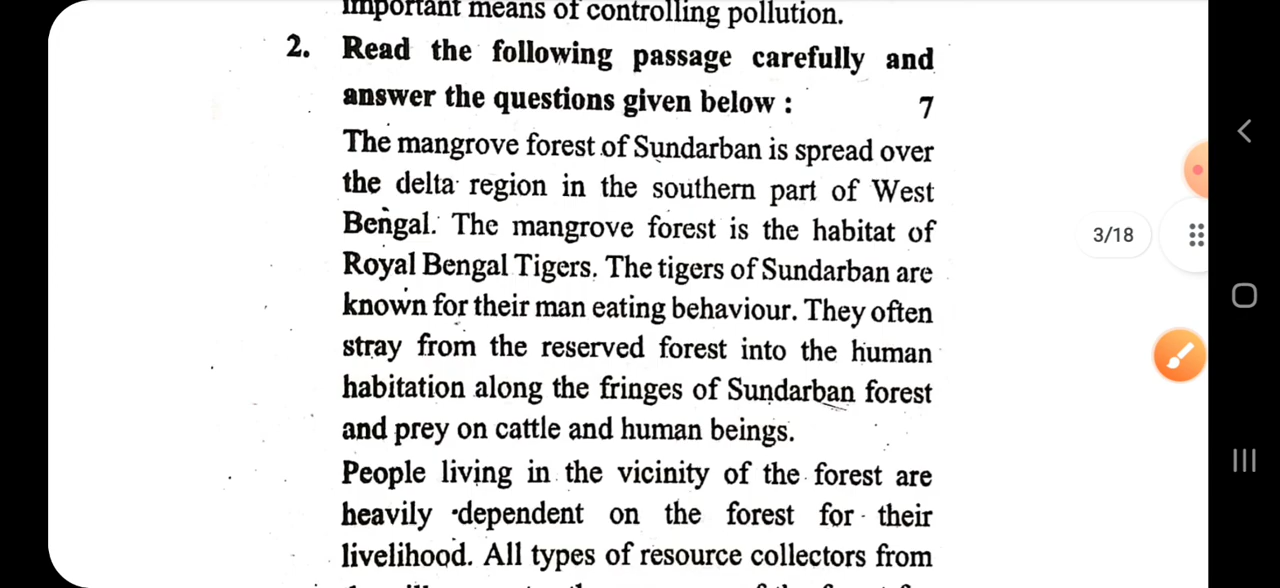 important means of controlling pollution.
2. Read the following passage carefully and
answer the questions given below : 7
The mangrove forest of Sundarban is spread over
the delta region in the southern part of West
Bengal. The mangrove forest is the habitat of
Royal Bengal Tigers. The tigers of Sundarban are
known for their man eating behaviour. They often
stray from the reserved forest into the human
habitation along the fringes of Sundarban forest
and prey on cattle and human beings.
People living in the vicinity of the forest are
heavily dependent on the forest for their
livelihood. All types of resource collectors from
3/18